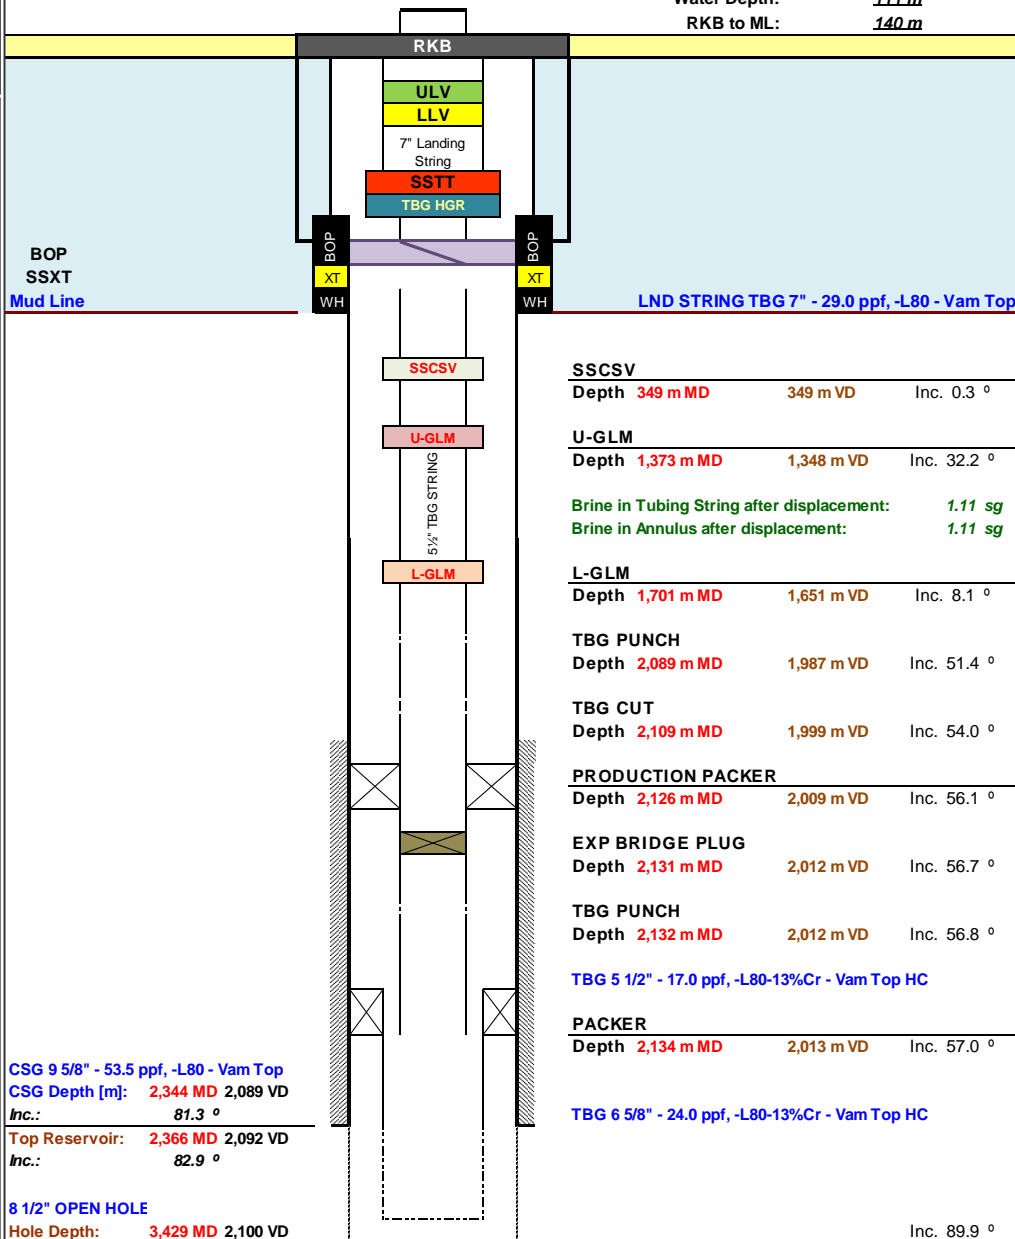 Water Depth: 111 m
RKB to ML: 140 m
RKB
ULV
LLV
7" Landing
String
SSTT
TBG HGR
BOP
BOP
BOP
SSXT
XT
XT
Mud Line
WH
WH
LND STRING TBG 7" - 29.0 ppf, -L80 - Vam Top
SSCSV
SSCSV
Depth 349 m MD 349 m VD Inc. 0.3 º
U-GLM
U-GLM
Depth 1,373 m MD 1,348 m VD Inc. 32.2 º
5½" TBG STRING
Brine in Tubing String after displacement: 1.11 sg
Brine in Annulus after displacement: 1.11 sg
L-GLM
L-GLM
Depth 1,701 m MD 1,651 m VD Inc. 8.1 º
TBG PUNCH
Depth 2,089 m MD 1,987 m VD Inc. 51.4 º
TBG CUT
Depth 2,109 m MD 1,999 m VD Inc. 54.0 º
PRODUCTION PACKER
Depth 2,126 m MD 2,009 m VD Inc. 56.1 º
EXP BRIDGE PLUG
Depth 2,131 m MD 2,012 m VD Inc. 56.7 º
TBG PUNCH
Depth 2,132 m MD 2,012 m VD Inc. 56.8 º
TBG 5 1/2" - 17.0 ppf, -L80-13%Cr - Vam Top HC
PACKER
Depth 2,134 m MD 2,013 m VD Inc. 57.0 º
CSG 9 5/8" - 53.5 ppf, -L80 - Vam Top
CSG Depth [m]: 2,344 MD 2,089 VD
Inc.: 81.3 º
TBG 6 5/8" - 24.0 ppf, -L80-13%Cr - Vam Top HC
Top Reservoir: 2,366 MD 2,092 VD
Inc.: 82.9 º
8 1/2" OPEN HOLE
Hole Depth: 3,429 MD 2,100 VD
Inc. 89.9 º